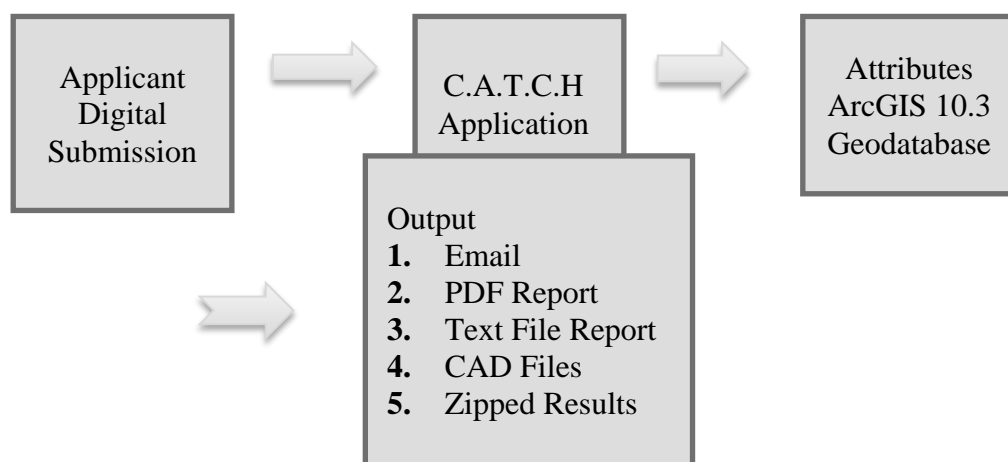 Applicant
Digital
Submission
C.A.T.C.H
Application
Attributes
ArcGIS 10.3
Geodatabase
Output
1. Email
2. PDF Report
3. Text File Report
4. CAD Files
5. Zipped Results